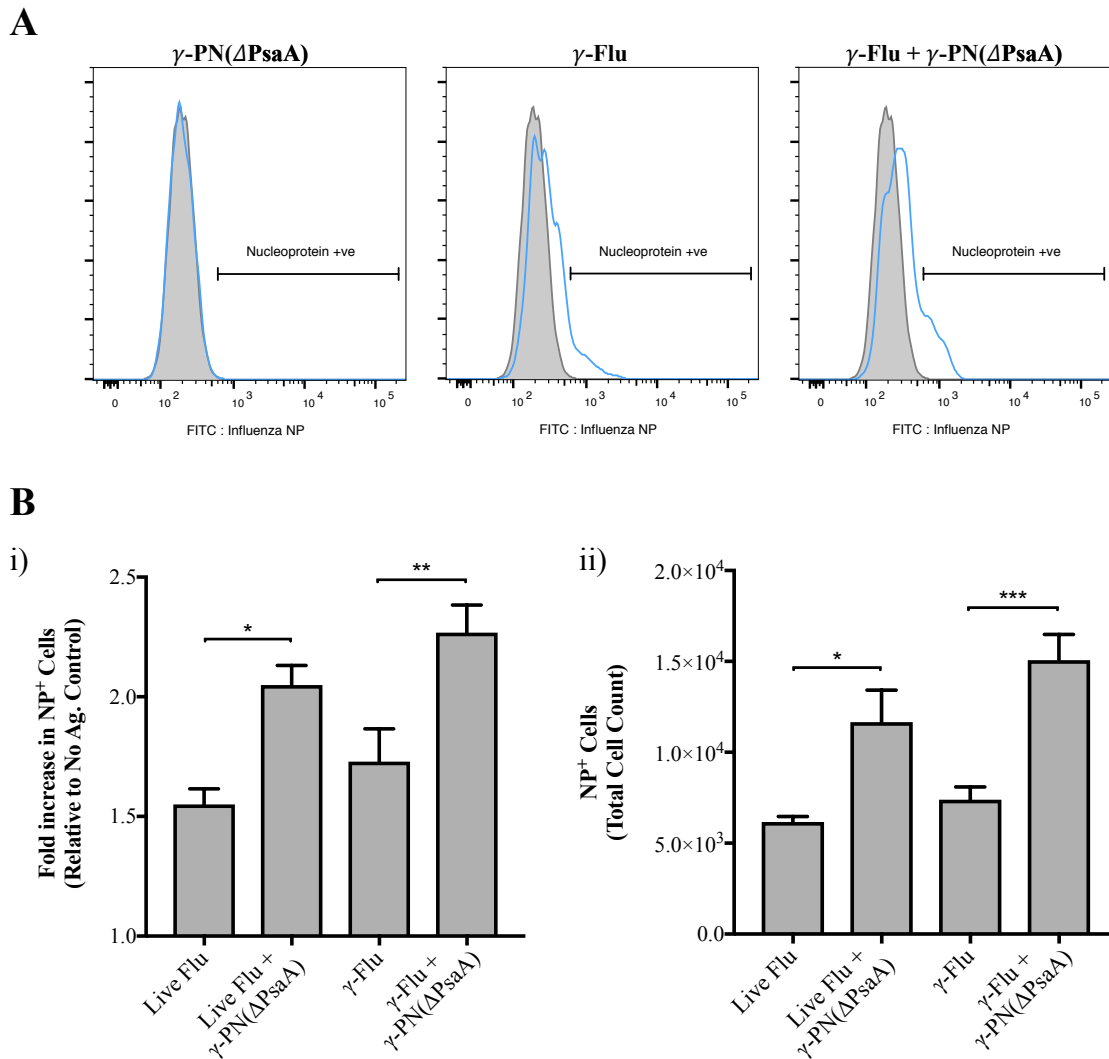 A
γ-PN(ΔPsaA)
γ-Flu
γ-Flu + γ-PN(ΔPsaA)
Nucleoprotein +ve
Nucleoprotein +ve
Nucleoprotein +ve
0 10² 10³ 10⁴ 10⁵
0 10² 10³ 10⁴ 10⁵
0 10² 10³ 10⁴ 10⁵
FITC : Influenza NP
FITC : Influenza NP
FITC : Influenza NP
B
i)
Fold increase in NP⁺ Cells
(Relative to No Ag. Control)
2.5
2.0
1.5
1.0
*
**
Live Flu
Live Flu +
γ-PN(ΔPsaA)
γ-Flu
γ-Flu +
γ-PN(ΔPsaA)
ii)
NP⁺ Cells
(Total Cell Count)
2.0×10⁴
1.5×10⁴
1.0×10⁴
5.0×10³
0.0
*
***
Live Flu
Live Flu +
γ-PN(ΔPsaA)
γ-Flu
γ-Flu +
γ-PN(ΔPsaA)